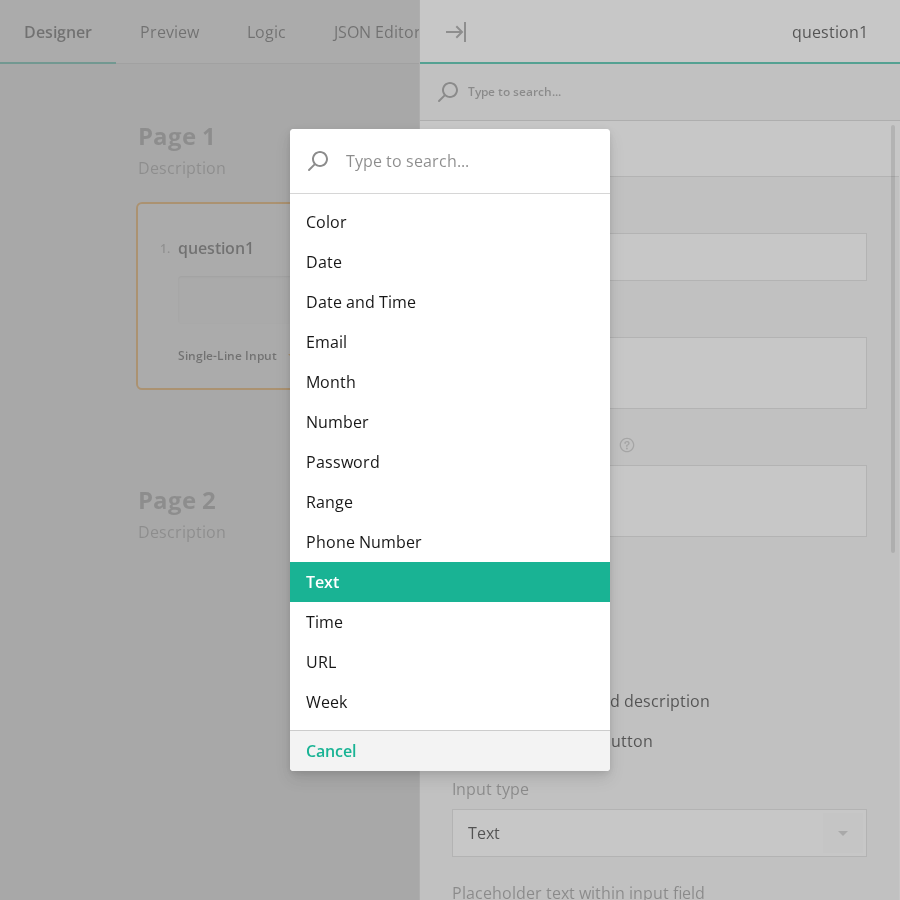 Designer
Preview
Logic
JSON Editor
question1
Type to search...
Page 1
Description
1. question1
Single-Line Input
Page 2
Description
Type to search...
Color
Date
Date and Time
Email
Month
Number
Password
Range
Phone Number
Text
Time
URL
Week
Cancel
d description
utton
Input type
Text
Placeholder text within input field